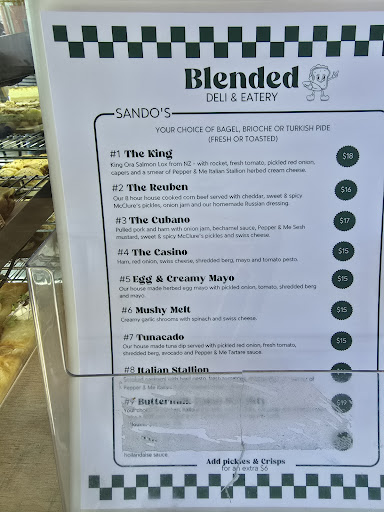 Blended
DELI & EATERY
SANDO'S
YOUR CHOICE OF BAGEL, BRIOCHE OR TURKISH PIDE
(FRESH OR TOASTED)
#1 The King $18
King Ora Salmon Lox from NZ - with rocket, fresh tomato, pickled red onion,
capers and a smear of Pepper & Me Italian Stallion herbed cream cheese.
#2 The Reuben $16
Our 8 hour house cooked corn beef served with cheddar, sweet & spicy
McClure's pickles, onion jam and our homemade Russian dressing.
#3 The Cubano $17
Pulled pork and ham with onion jam, bechamel sauce, Pepper & Me Sesh
mustard, sweet & spicy McClure's pickles and swiss cheese.
#4 The Casino $15
Ham, red onion, swiss cheese, shredded berg, mayo and tomato pesto.
#5 Egg & Creamy Mayo $15
Our house made herbed egg mayo with pickled onion, tomato, shredded berg
and mayo.
#6 Mushy Melt $15
Creamy garlic shrooms with spinach and swiss cheese.
#7 Tunacado $15
Our house made tuna dip served with pickled red onion, fresh tomato,
shredded berg, avocado and Pepper & Me Tartare sauce.
#8 Italian Stallion
Pepper & Me
#9 $19
Hollandaise sauce.
Add pickles & Crisps
for an extra $6